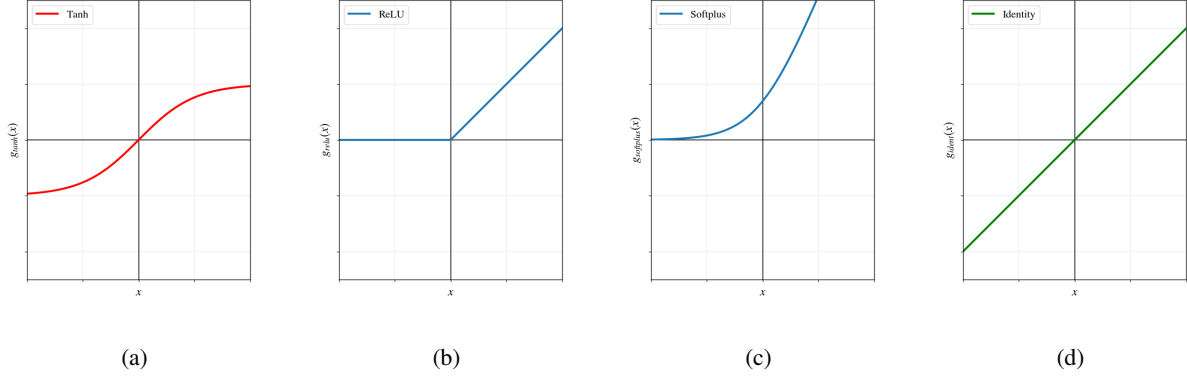 Tanh
g_tanh(x)
x
(a)
ReLU
g_relu(x)
x
(b)
Softplus
g_softplus(x)
x
(c)
Identity
g_ident(x)
x
(d)